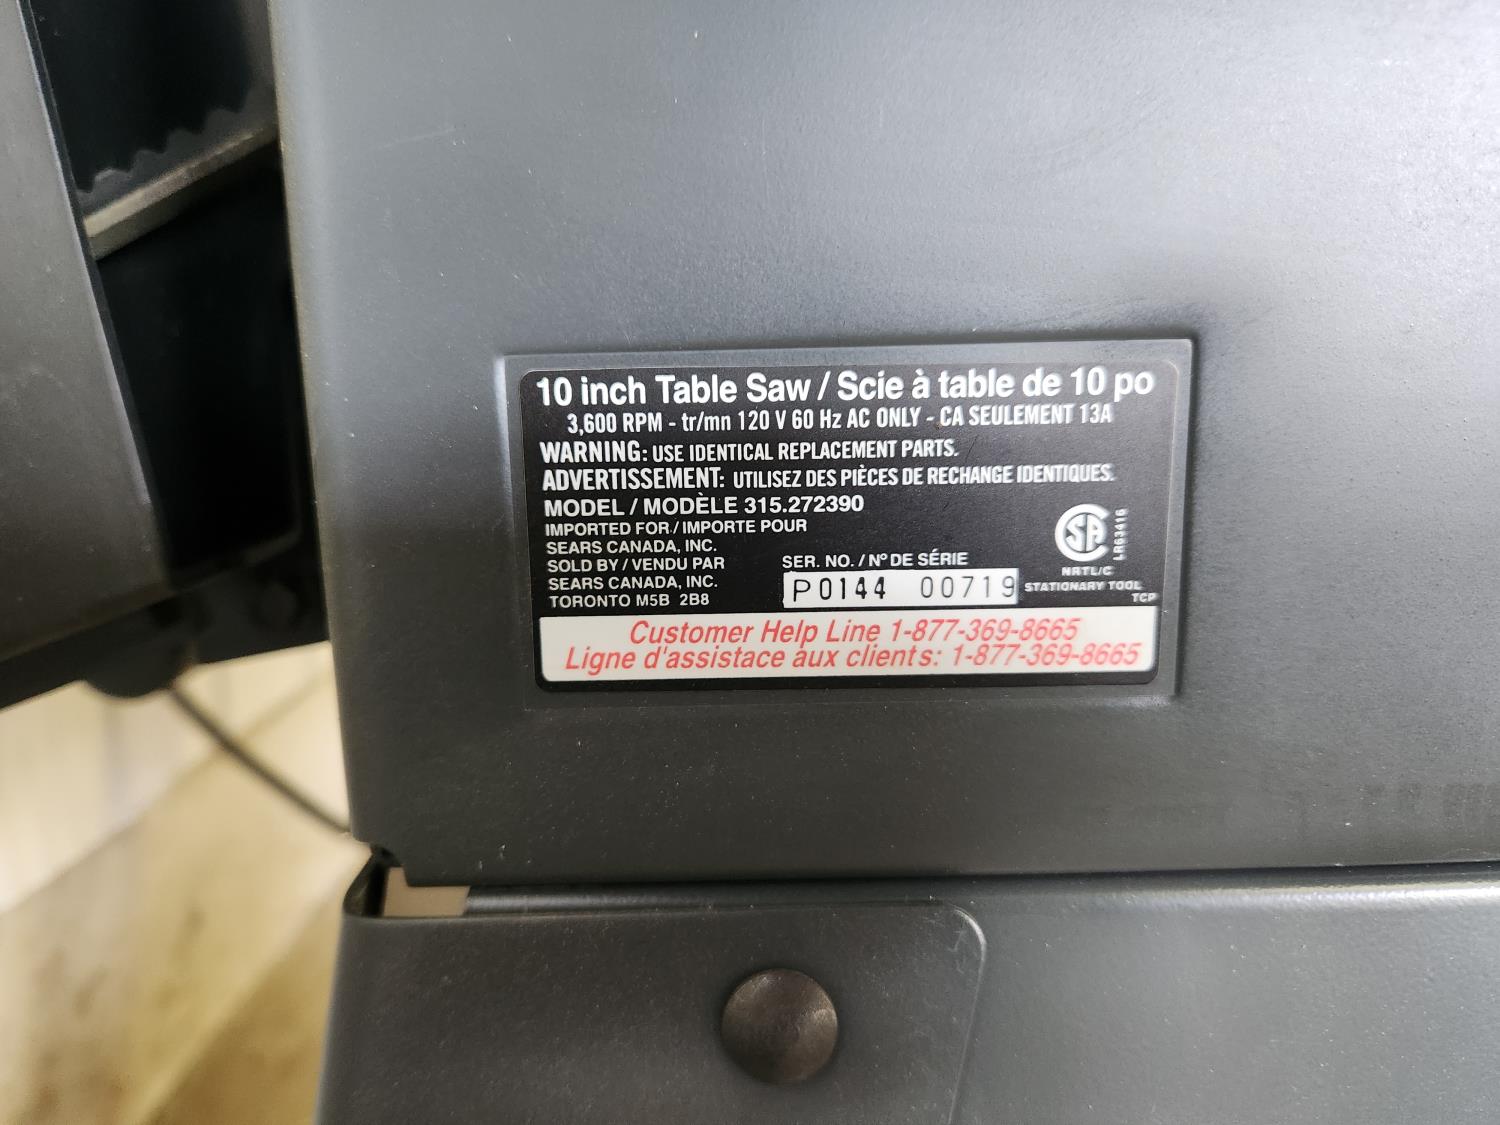 10 inch Table Saw / Scie à table de 10 po
3,600 RPM - tr/mn 120 V 60 Hz AC ONLY - CA SEULEMENT 13A
WARNING: USE IDENTICAL REPLACEMENT PARTS.
ADVERTISSEMENT: UTILISEZ DES PIÈCES DE RECHANGE IDENTIQUES.
MODEL / MODÈLE 315.272390
IMPORTED FOR / IMPORTE POUR
SEARS CANADA, INC.
SOLD BY / VENDU PAR
SEARS CANADA, INC.
TORONTO M5B 2B8
SER. NO. / Nº DE SÉRIE
P0144 00719
SA
LR63416
NRTL/C
STATIONARY TOOL
TCP
Customer Help Line 1-877-369-8665
Ligne d'assistace aux clients: 1-877-369-8665